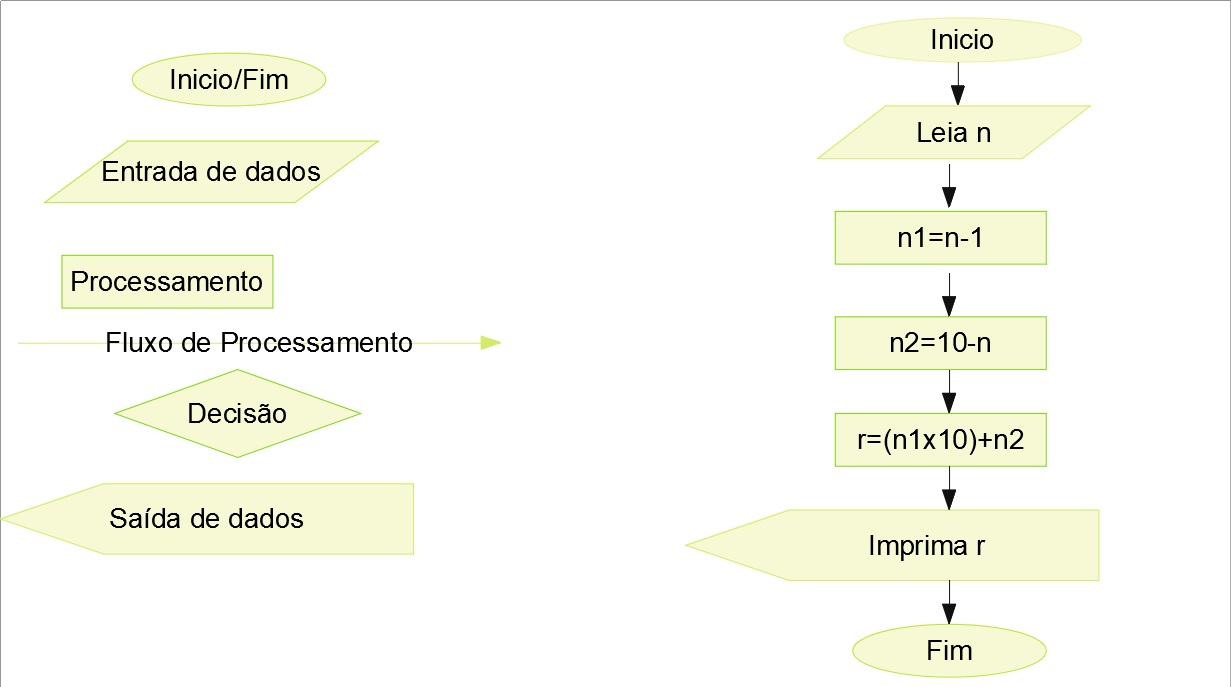 Inicio/Fim
Entrada de dados
Processamento
Fluxo de Processamento
Decisão
Saída de dados
Inicio
Leia n
n1=n-1
n2=10-n
r=(n1x10)+n2
Imprima r
Fim